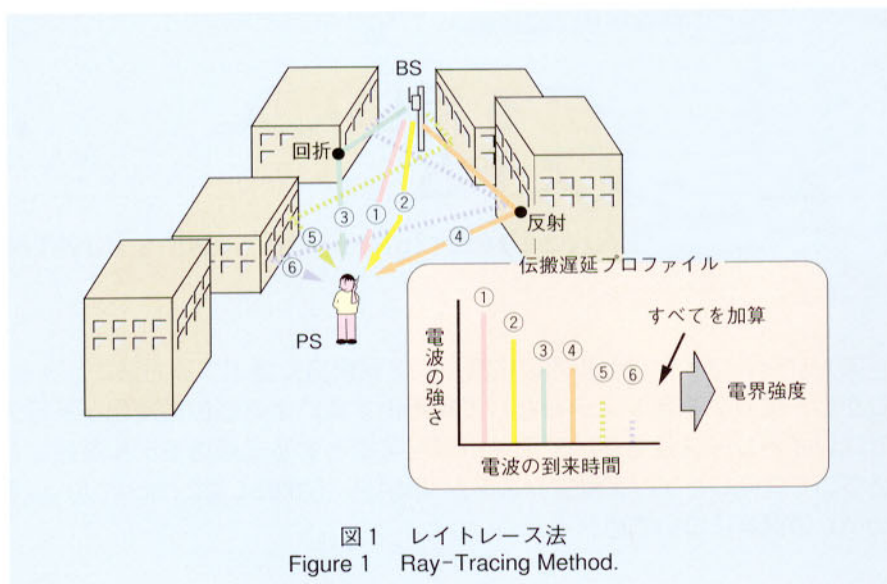 BS
回折
③
①
②
反射
④
⑤
⑥
PS
伝搬遅延プロファイル
①
②
③
④
⑤
⑥
すべてを加算
電波の強さ
電界強度
電波の到来時間
図1 レイトレース法
Figure 1 Ray-Tracing Method.